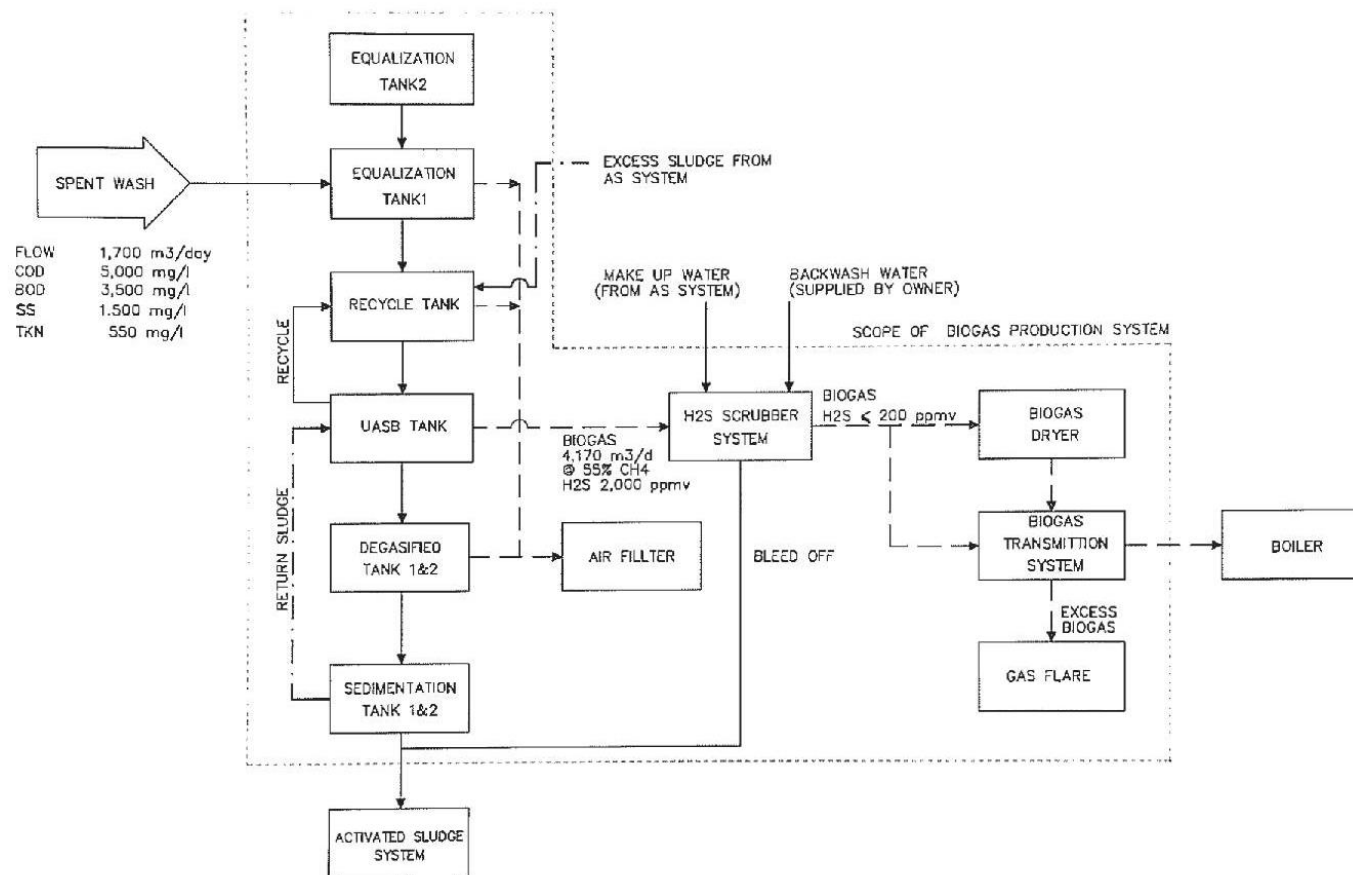 EQUALIZATION
TANK2
SPENT WASH
EQUALIZATION
TANK1
EXCESS SLUDGE FROM
AS SYSTEM
FLOW 1,700 m3/day
COD 5,000 mg/l
BOD 3,500 mg/l
SS 1.500 mg/l
TKN 550 mg/l
RECYCLE TANK
MAKE UP WATER
(FROM AS SYSTEM)
BACKWASH WATER
(SUPPLIED BY OWNER)
SCOPE OF BIOGAS PRODUCTION SYSTEM
RECYCLE
UASB TANK
BIOGAS
4,170 m3/d
@ 55% CH4
H2S 2,000 ppmv
H2S SCRUBBER
SYSTEM
BIOGAS
H2S ≤ 200 ppmv
BIOGAS
DRYER
RETURN SLUDGE
DEGASIFIED
TANK 1&2
AIR FILLTER
BLEED OFF
BIOGAS
TRANSMITTION
SYSTEM
BOILER
EXCESS
BIOGAS
GAS FLARE
SEDIMENTATION
TANK 1&2
ACTIVATED SLUDGE
SYSTEM